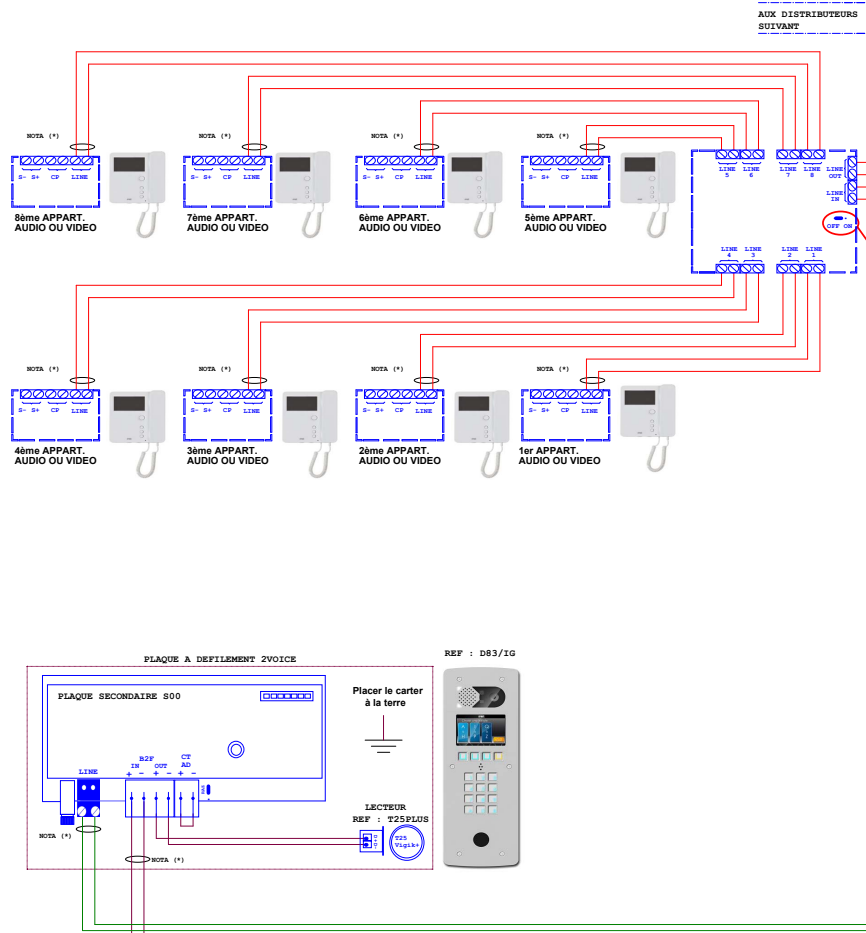 AUX DISTRIBUTEURS
SUIVANT
NOTA (*)
NOTA (*)
NOTA (*)
NOTA (*)
S- S+ CP LINE
S- S+ CP LINE
S- S+ CP LINE
S- S+ CP LINE
8ème APPART.
AUDIO OU VIDEO
7ème APPART.
AUDIO OU VIDEO
6ème APPART.
AUDIO OU VIDEO
5ème APPART.
AUDIO OU VIDEO
LINE 5
LINE 6
LINE 7
LINE 8
LINE OUT
LINE IN
OFF ON
LINE 4
LINE 3
LINE 2
LINE 1
NOTA (*)
NOTA (*)
NOTA (*)
NOTA (*)
S- S+ CP LINE
S- S+ CP LINE
S- S+ CP LINE
S- S+ CP LINE
4ème APPART.
AUDIO OU VIDEO
3ème APPART.
AUDIO OU VIDEO
2ème APPART.
AUDIO OU VIDEO
1er APPART.
AUDIO OU VIDEO
PLAQUE A DEFILEMENT 2VOICE
REF : D83/IG
PLAQUE SECONDAIRE S00
Placer le carter
à la terre
B2F
IN OUT
CT
AD
+ - + - + -
LINE
NOTA (*)
NOTA (*)
LECTEUR
REF : T25PLUS
T25
Vigik+